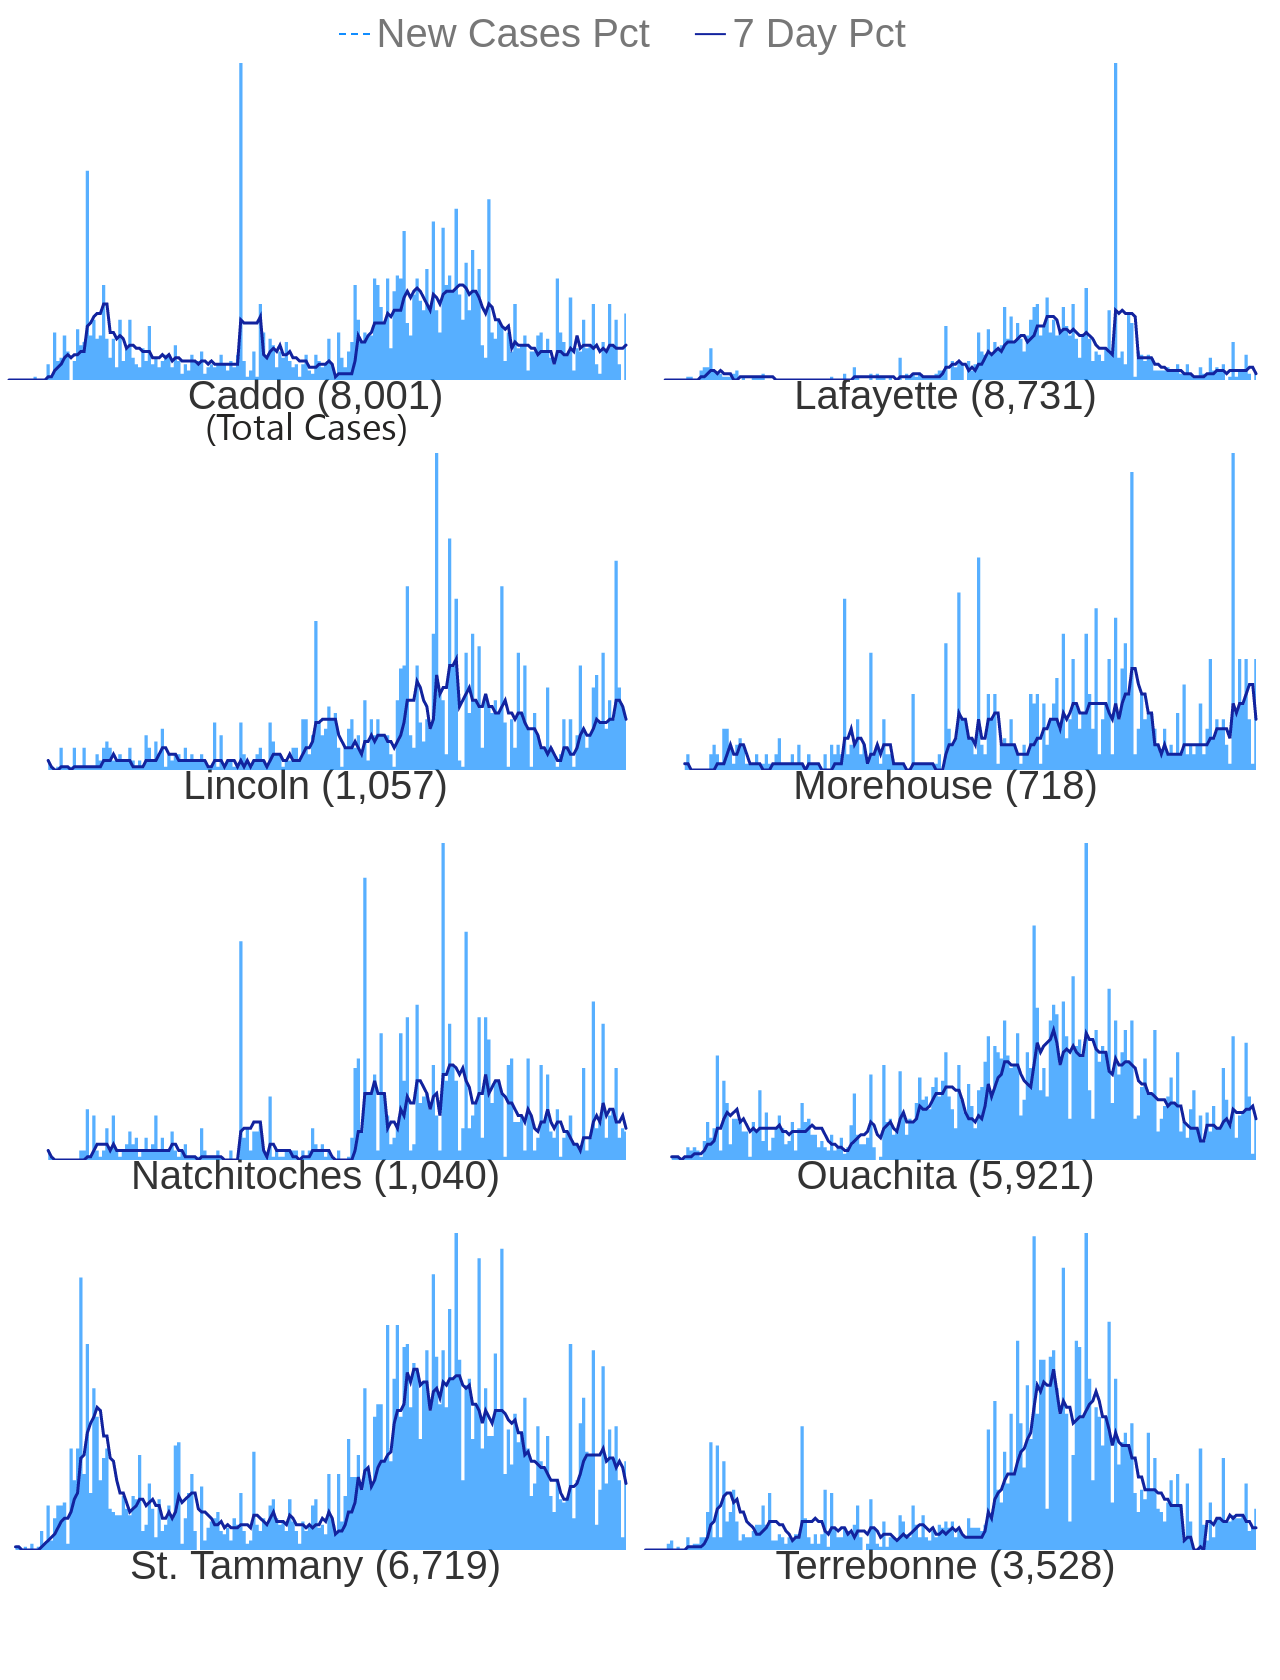 New Cases Pct 7 Day Pct
Caddo (8,001) Lafayette (8,731)
(Total Cases)
Lincoln (1,057) Morehouse (718)
Natchitoches (1,040) Ouachita (5,921)
St. Tammany (6,719) Terrebonne (3,528)